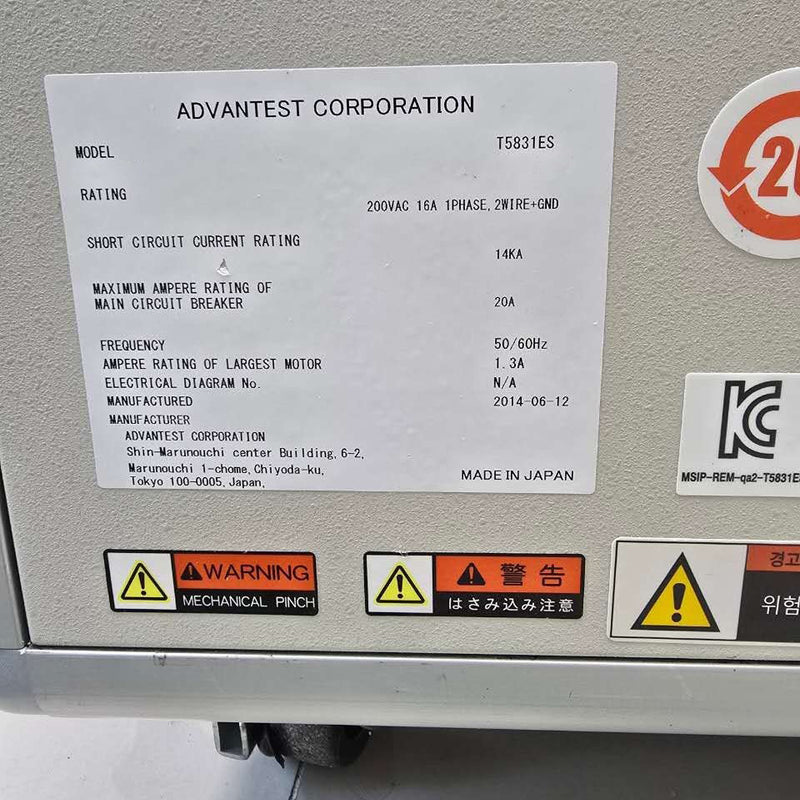 ADVANTEST CORPORATION
MODEL T5831ES
RATING 200VAC 16A 1PHASE, 2WIRE+GND
SHORT CIRCUIT CURRENT RATING 14KA
MAXIMUM AMPERE RATING OF
MAIN CIRCUIT BREAKER 20A
FREQUENCY 50/60Hz
AMPERE RATING OF LARGEST MOTOR 1.3A
ELECTRICAL DIAGRAM No. N/A
MANUFACTURED 2014-06-12
MANUFACTURER
ADVANTEST CORPORATION
Shin-Marunouchi center Building, 6-2,
Marunouchi 1-chome, Chiyoda-ku,
Tokyo 100-0005, Japan,
MADE IN JAPAN
20
KC
MSIP-REM-qa2-T5831E
WARNING
MECHANICAL PINCH
警告
はさみ込み注意
경고
위험